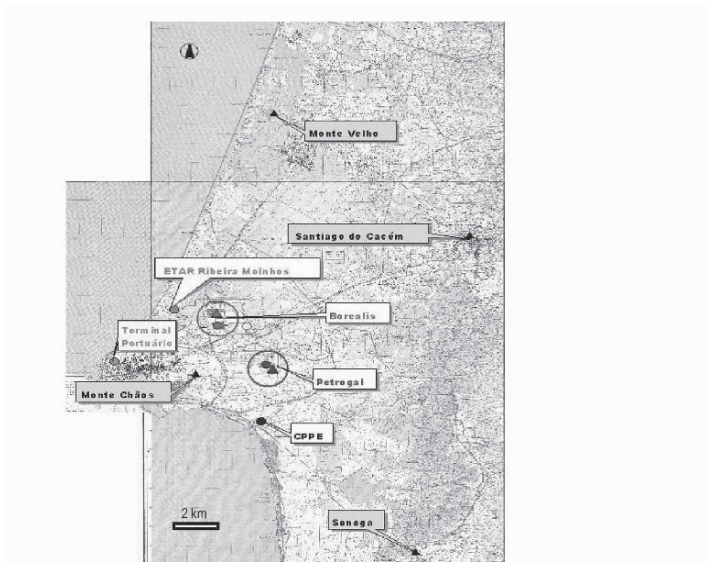 Monte Velho
Santiago do Cacém
ETAR Ribeira Moinhos
Borealis
Terminal
Portuário
Petrogal
Monte Chãos
CPPE
2 km
Sonega